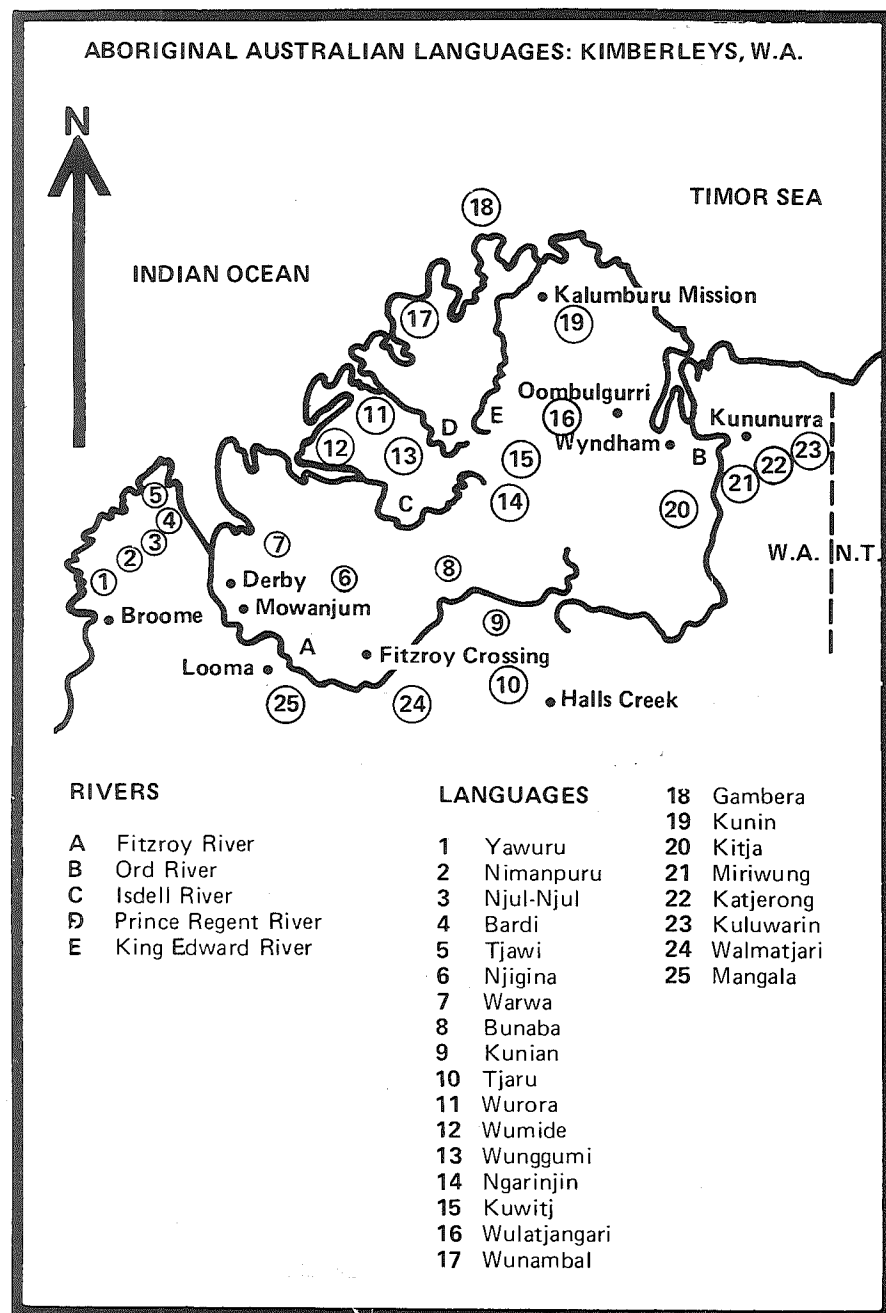 ABORIGINAL AUSTRALIAN LANGUAGES: KIMBERLEYS, W.A.
N
TIMOR SEA
18
INDIAN OCEAN
Kalumburu Mission
17
19
Oombulgurri
11
D
E
16
Kununurra
12
13
15
Wyndham
B
23
22
21
C
14
20
5
4
3
2
1
7
8
W.A.
N.T.
6
Derby
Mowanjum
Broome
9
A
Fitzroy Crossing
Looma
10
25
24
Halls Creek
RIVERS
A Fitzroy River
B Ord River
C Isdell River
D Prince Regent River
E King Edward River
LANGUAGES
1 Yawuru
2 Nimanpuru
3 Njul-Njul
4 Bardi
5 Tjawi
6 Njigina
7 Warwa
8 Bunaba
9 Kunian
10 Tjaru
11 Wurora
12 Wumide
13 Wunggumi
14 Ngarinjin
15 Kuwitj
16 Wulatjangari
17 Wunambal
18 Gambera
19 Kunin
20 Kitja
21 Miriwung
22 Katjerong
23 Kuluwarin
24 Walmatjari
25 Mangala